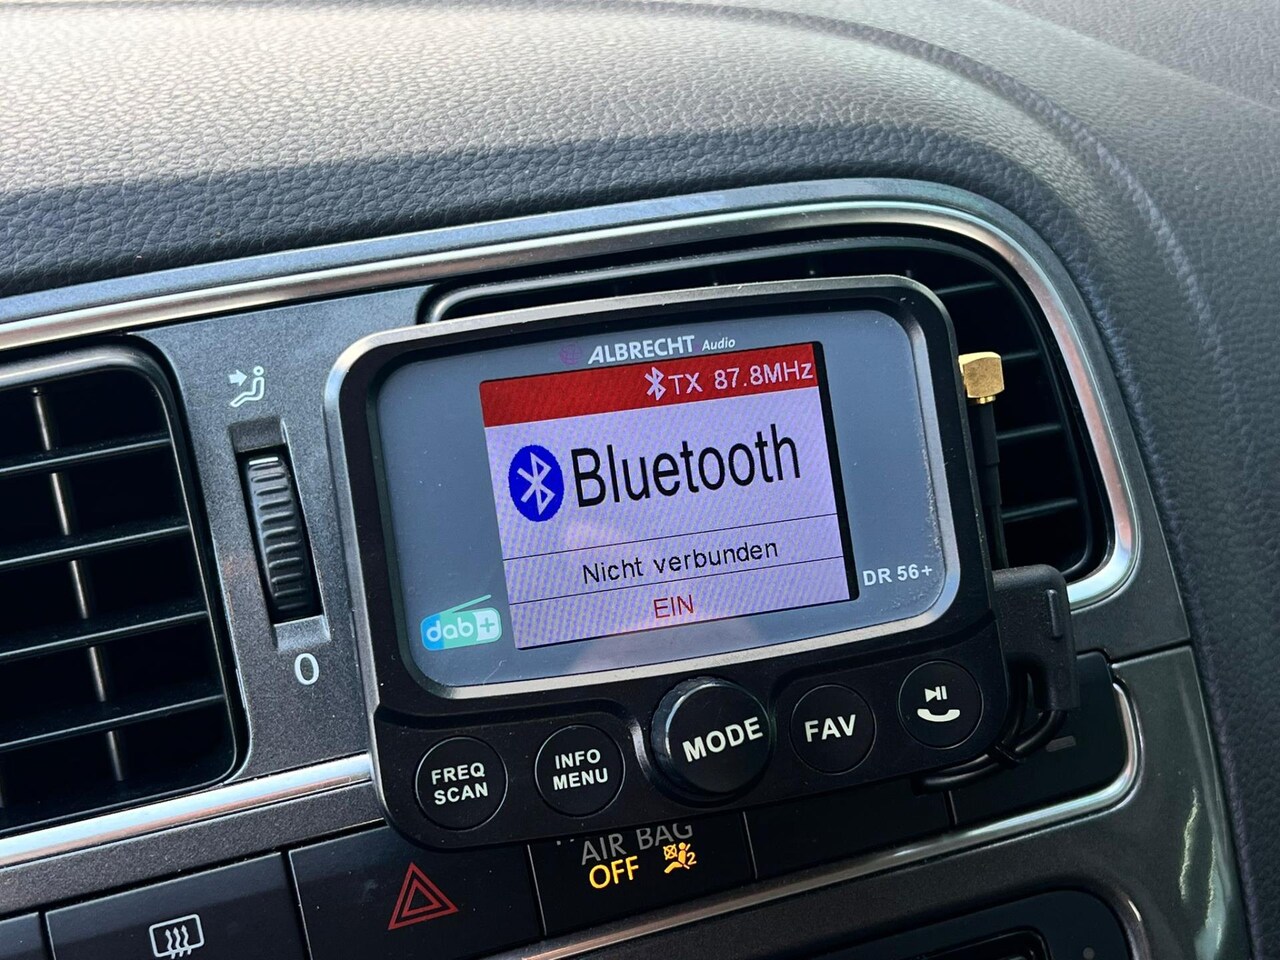 ALBRECHT Audio
TX 87.8MHz
Bluetooth
Nicht verbunden
EIN
DR 56+
dab+
0
FREQ
SCAN
INFO
MENU
MODE
FAV
AIR BAG
OFF
2